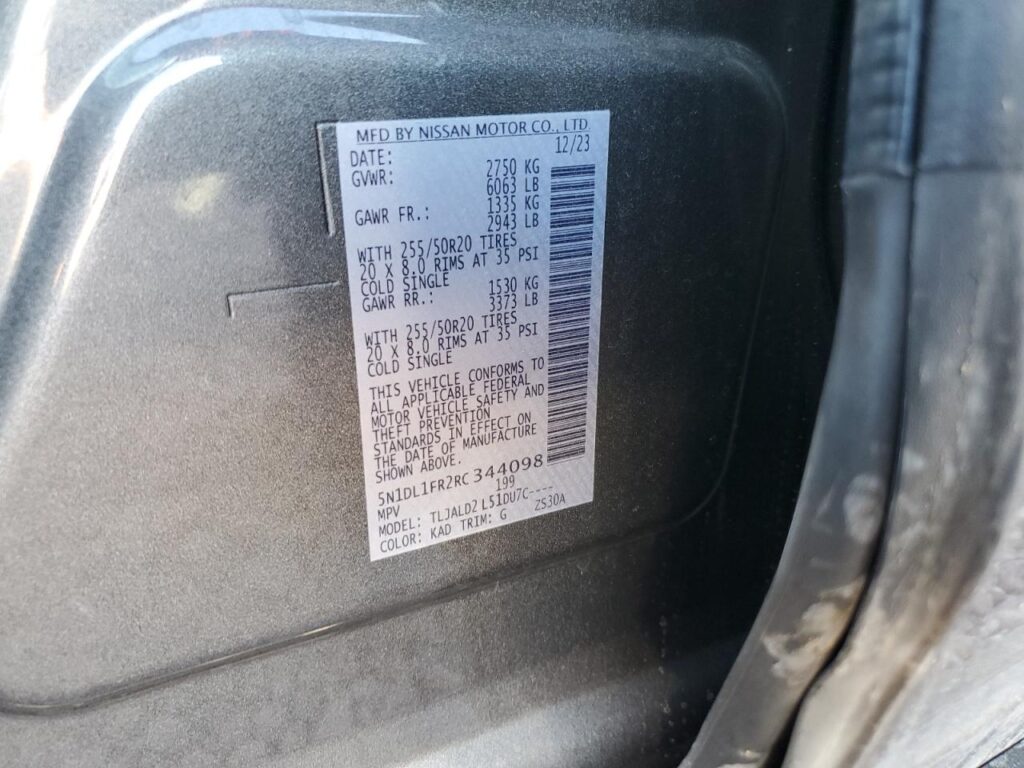 MFD BY NISSAN MOTOR CO., LTD.
DATE: 12/23
GVWR: 2750 KG
6063 LB
GAWR FR.: 1335 KG
2943 LB
WITH 255/50R20 TIRES
20 X 8.0 RIMS AT 35 PSI
COLD SINGLE
GAWR RR.: 1530 KG
3373 LB
WITH 255/50R20 TIRES
20 X 8.0 RIMS AT 35 PSI
COLD SINGLE
THIS VEHICLE CONFORMS TO
ALL APPLICABLE FEDERAL
MOTOR VEHICLE SAFETY AND
THEFT PREVENTION
STANDARDS IN EFFECT ON
THE DATE OF MANUFACTURE
SHOWN ABOVE.
5N1DL1FR2RC344098
MPV 199
MODEL: TLJALD2 L51DU7C----
COLOR: KAD TRIM: G ZS30A